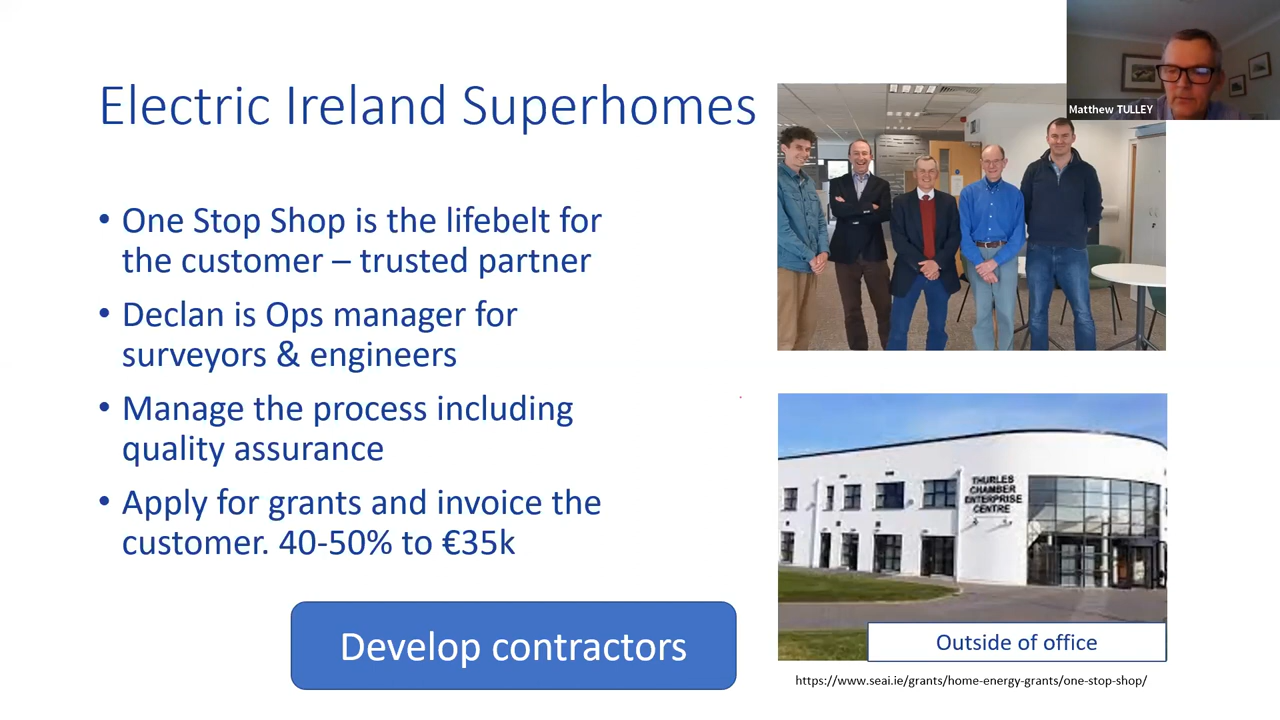 Matthew TULLEY
Electric Ireland Superhomes
• One Stop Shop is the lifebelt for
the customer – trusted partner
• Declan is Ops manager for
surveyors & engineers
• Manage the process including
quality assurance
• Apply for grants and invoice the
customer. 40-50% to €35k
Develop contractors
THURLES
CHAMBER
ENTERPRISE
CENTRE
Outside of office
https://www.seai.ie/grants/home-energy-grants/one-stop-shop/